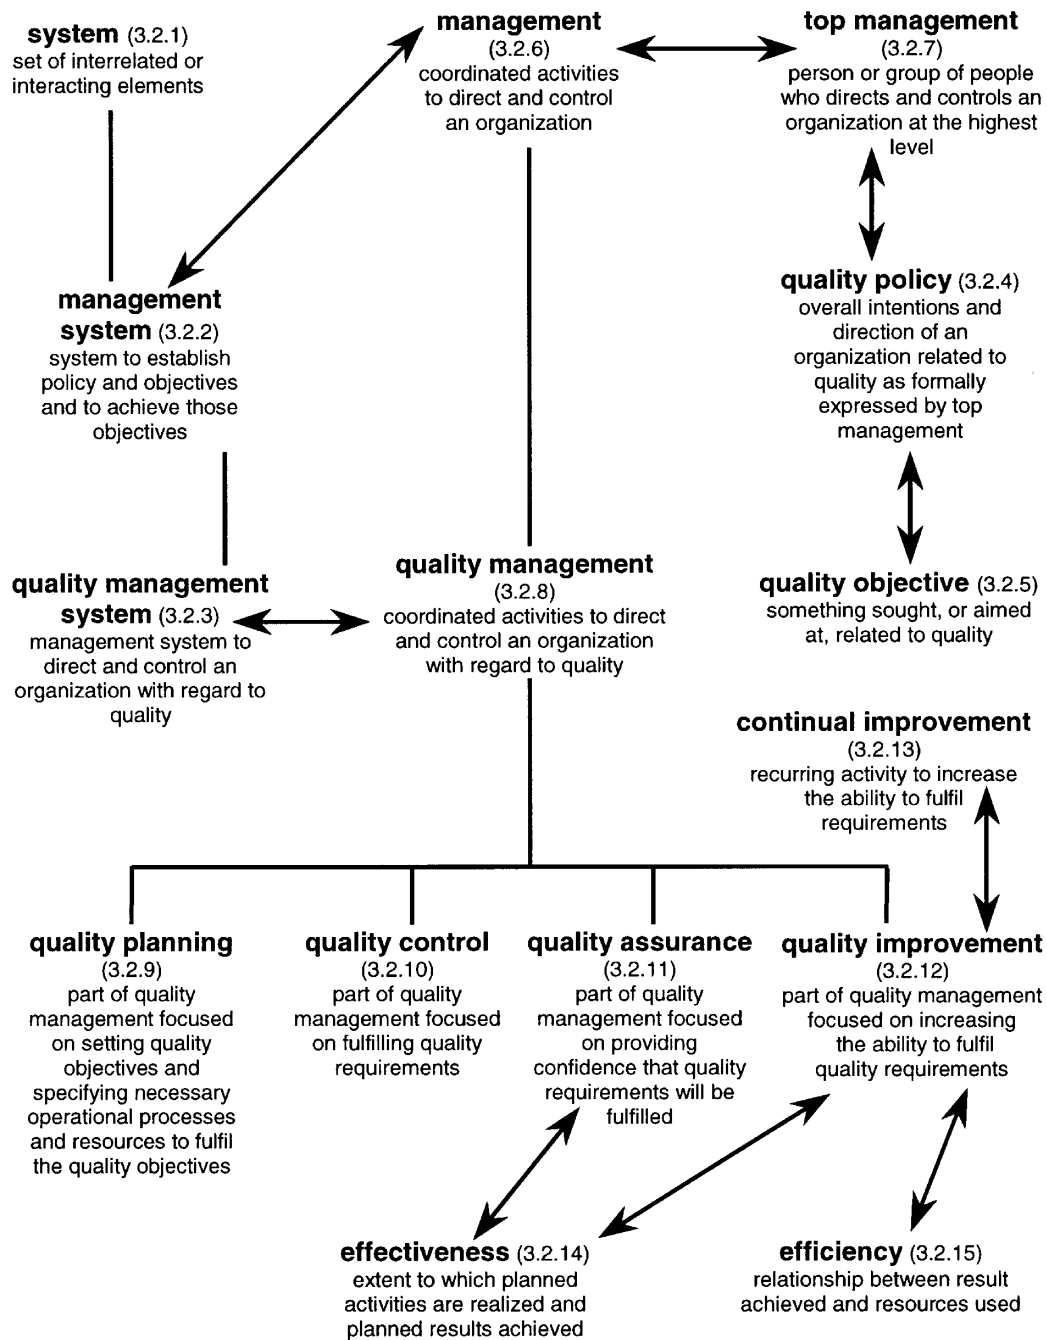 system (3.2.1)
set of interrelated or
interacting elements
management
(3.2.6)
coordinated activities
to direct and control
an organization
top management
(3.2.7)
person or group of people
who directs and controls an
organization at the highest
level
management
system (3.2.2)
system to establish
policy and objectives
and to achieve those
objectives
quality policy (3.2.4)
overall intentions and
direction of an
organization related to
quality as formally
expressed by top
management
quality management
system (3.2.3)
management system to
direct and control an
organization with regard to
quality
quality management
(3.2.8)
coordinated activities to direct
and control an organization
with regard to quality
quality objective (3.2.5)
something sought, or aimed
at, related to quality
continual improvement
(3.2.13)
recurring activity to increase
the ability to fulfil
requirements
quality planning
(3.2.9)
part of quality
management focused
on setting quality
objectives and
specifying necessary
operational processes
and resources to fulfil
the quality objectives
quality control
(3.2.10)
part of quality
management focused
on fulfilling quality
requirements
quality assurance
(3.2.11)
part of quality
management focused
on providing
confidence that quality
requirements will be
fulfilled
quality improvement
(3.2.12)
part of quality management
focused on increasing
the ability to fulfil
quality requirements
effectiveness (3.2.14)
extent to which planned
activities are realized and
planned results achieved
efficiency (3.2.15)
relationship between result
achieved and resources used